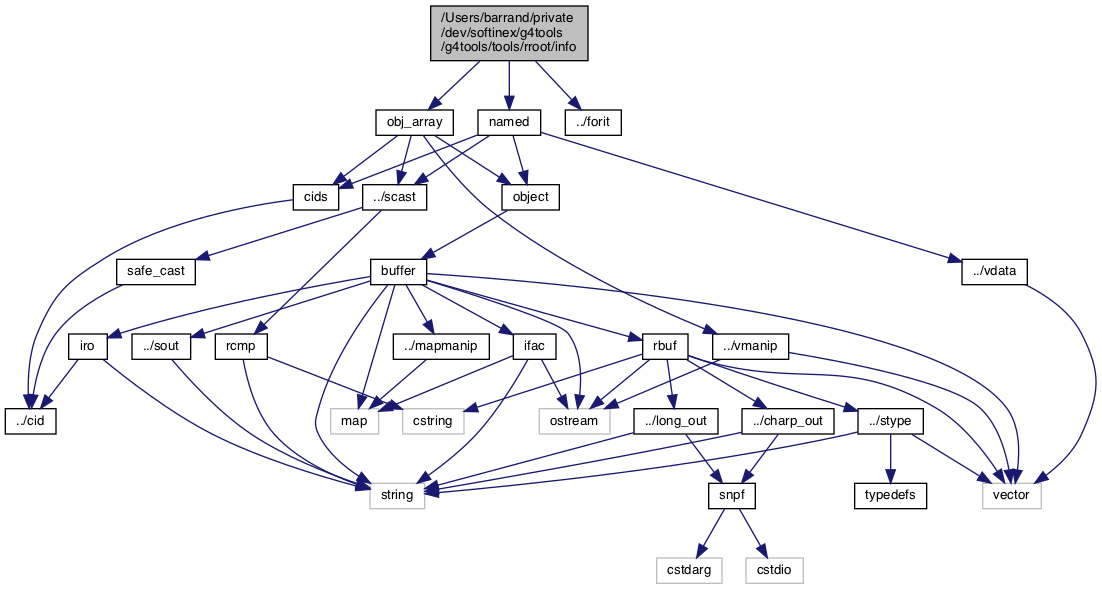 /Users/barrand/private
/dev/softinex/g4tools
/g4tools/tools/rroot/info
obj_array
named
../forit
cids
../scast
object
safe_cast
buffer
../vdata
iro
../sout
rcmp
../mapmanip
ifac
rbuf
../vmanip
../cid
map
cstring
ostream
../long_out
../charp_out
../stype
string
snpf
typedefs
vector
cstdarg
cstdio